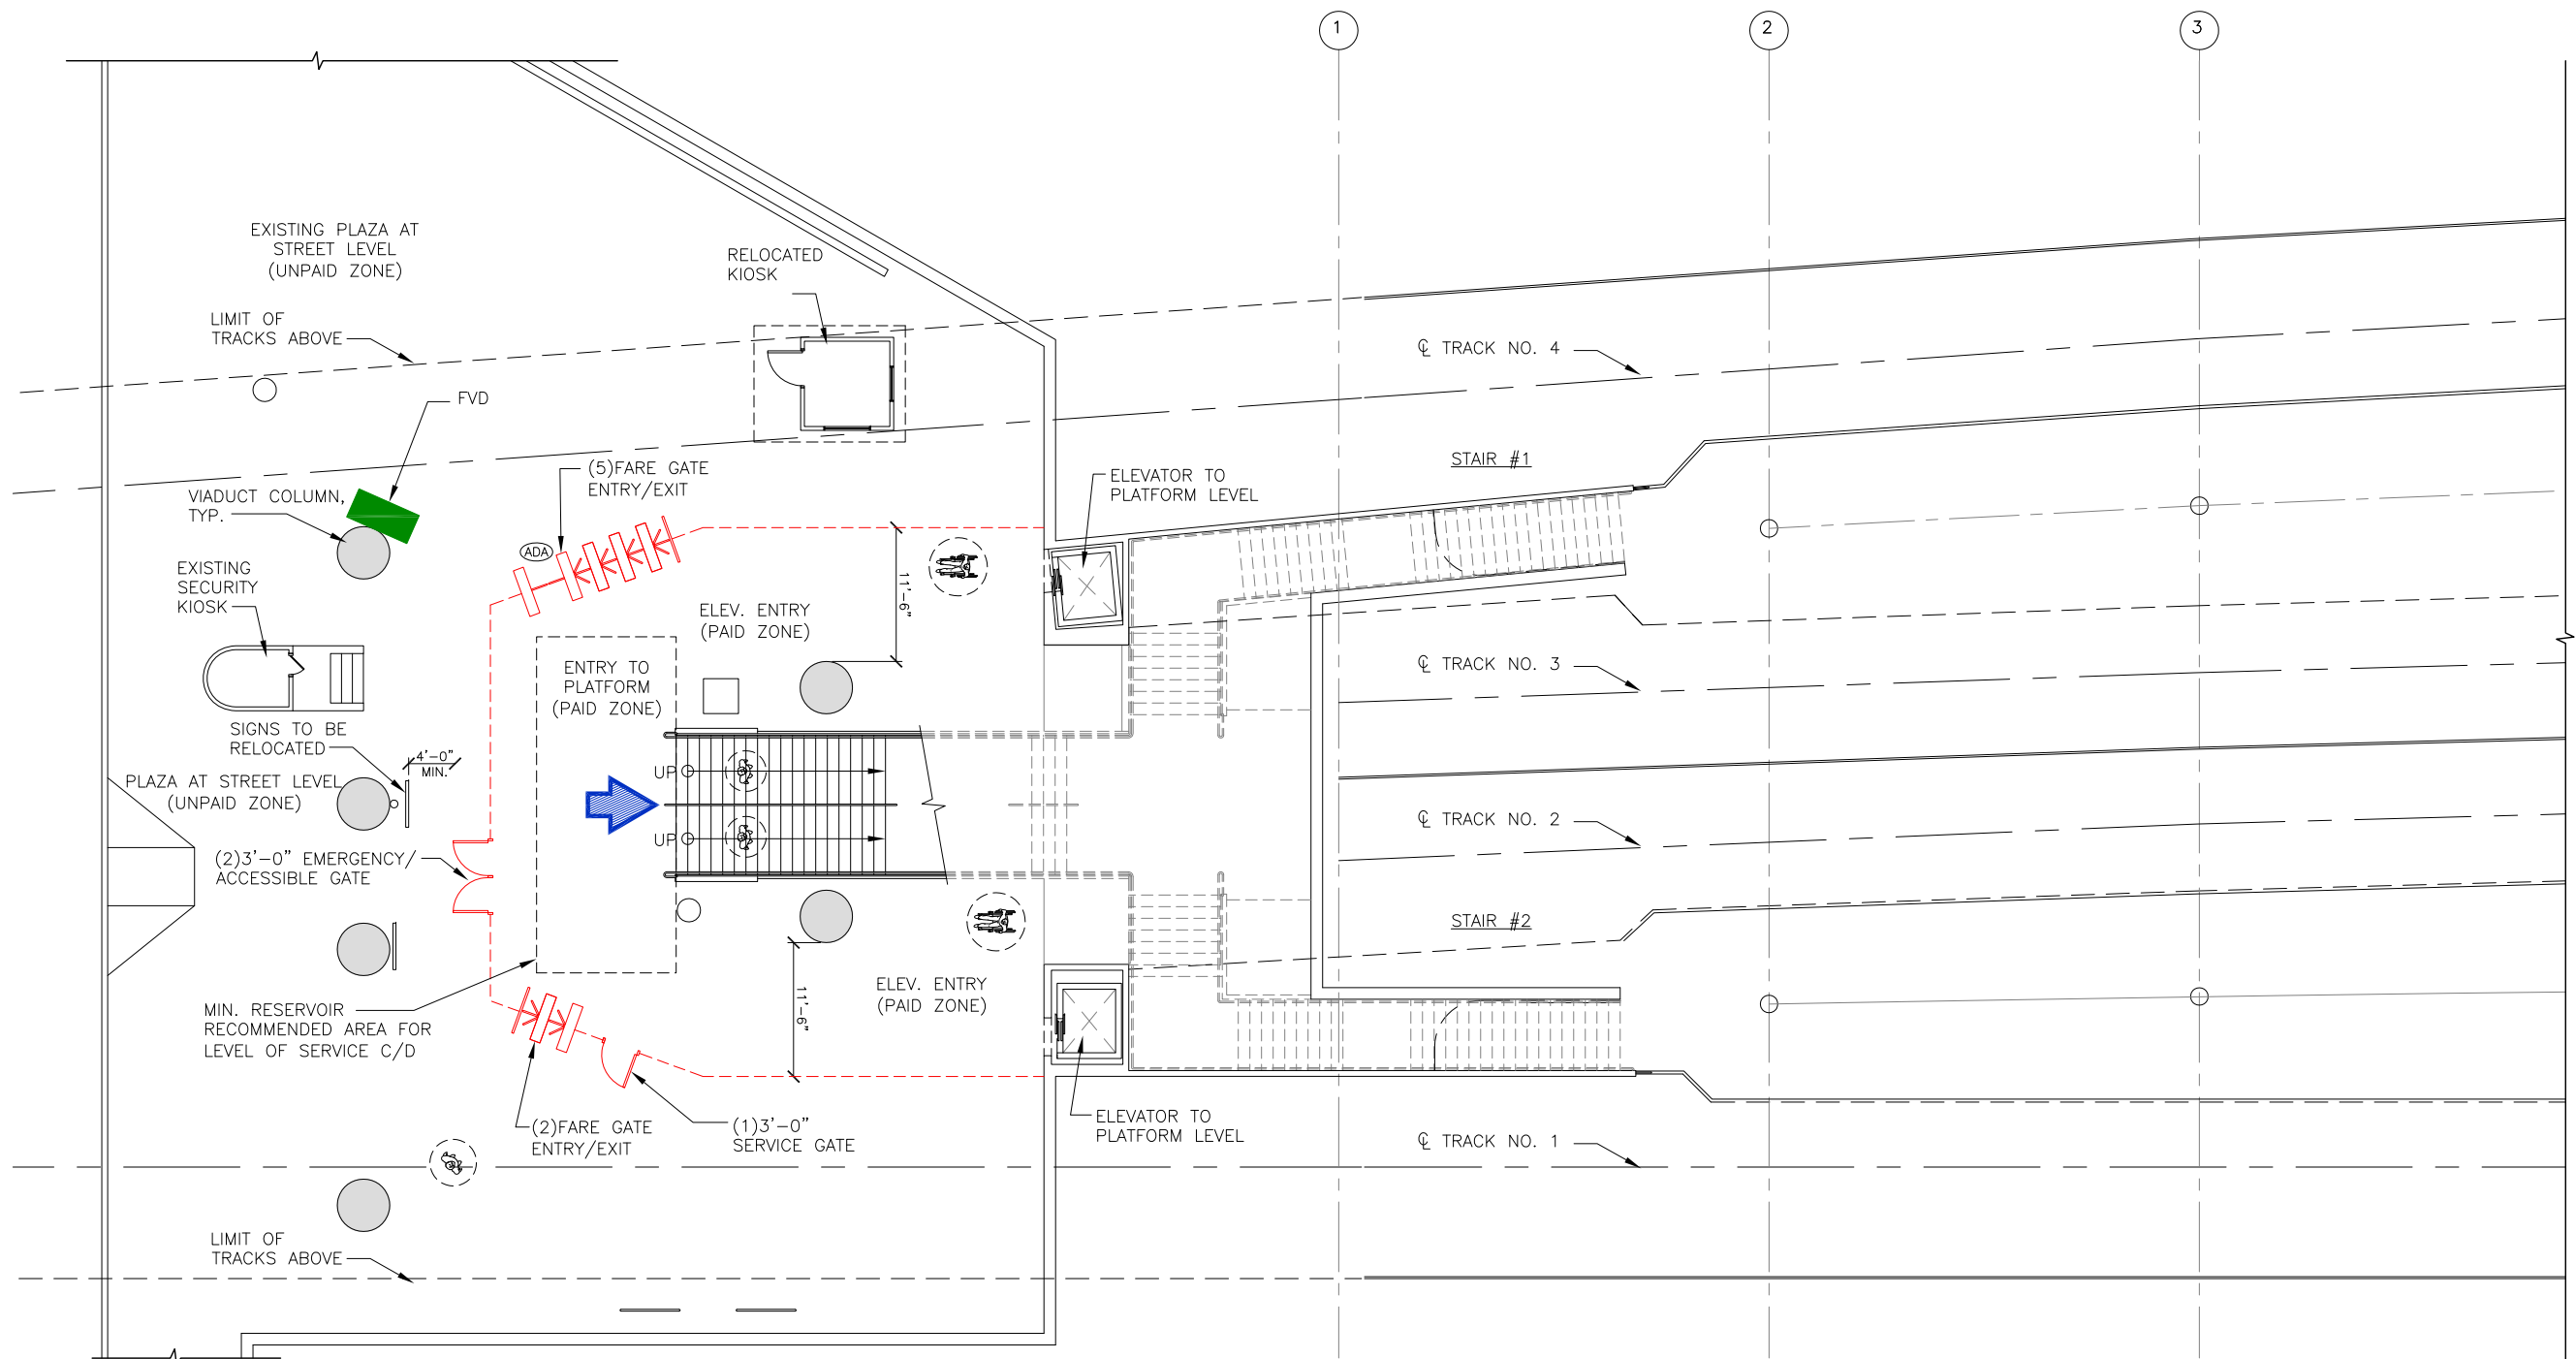 1
2
3
EXISTING PLAZA AT
STREET LEVEL
(UNPAID ZONE)
RELOCATED
KIOSK
LIMIT OF
TRACKS ABOVE
℄ TRACK NO. 4
FVD
(5)FARE GATE
ENTRY/EXIT
STAIR #1
ELEVATOR TO
PLATFORM LEVEL
VIADUCT COLUMN,
TYP.
ADA
EXISTING
SECURITY
KIOSK
11'-6"
ELEV. ENTRY
(PAID ZONE)
ENTRY TO
PLATFORM
(PAID ZONE)
℄ TRACK NO. 3
SIGNS TO BE
RELOCATED
4'-0"
MIN.
PLAZA AT STREET LEVEL
(UNPAID ZONE)
UP
UP
℄ TRACK NO. 2
(2)3'-0" EMERGENCY/
ACCESSIBLE GATE
STAIR #2
ELEV. ENTRY
(PAID ZONE)
11'-6"
MIN. RESERVOIR
RECOMMENDED AREA FOR
LEVEL OF SERVICE C/D
(2)FARE GATE
ENTRY/EXIT
(1)3'-0"
SERVICE GATE
ELEVATOR TO
PLATFORM LEVEL
℄ TRACK NO. 1
LIMIT OF
TRACKS ABOVE